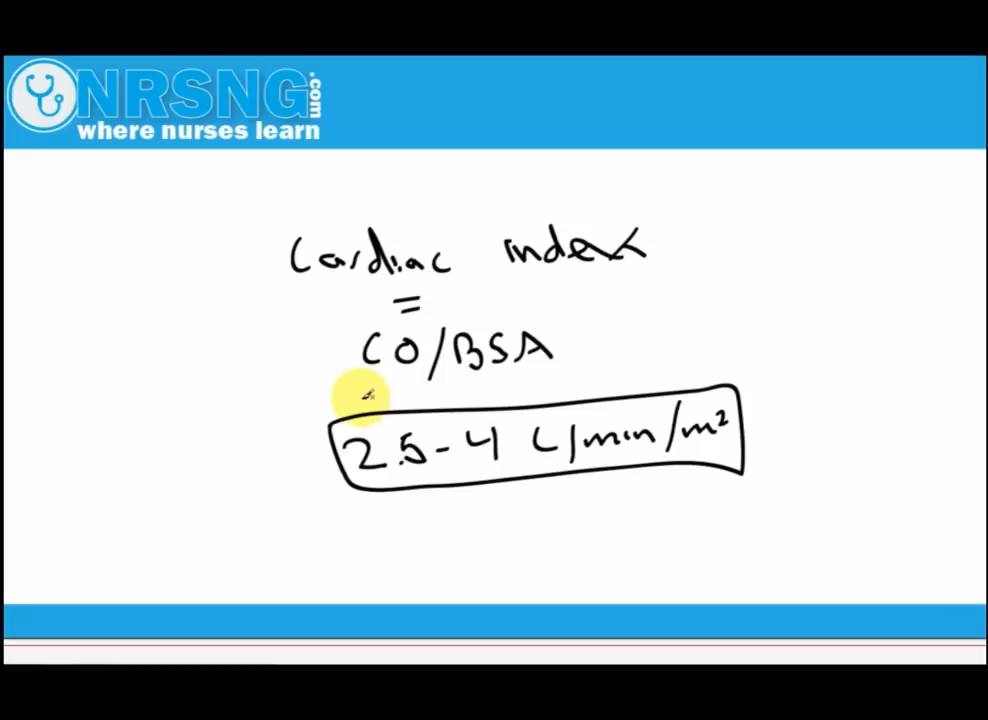 NRSNG.com
where nurses learn
Cardiac index
=
CO/BSA
2.5-4 L/min/m²